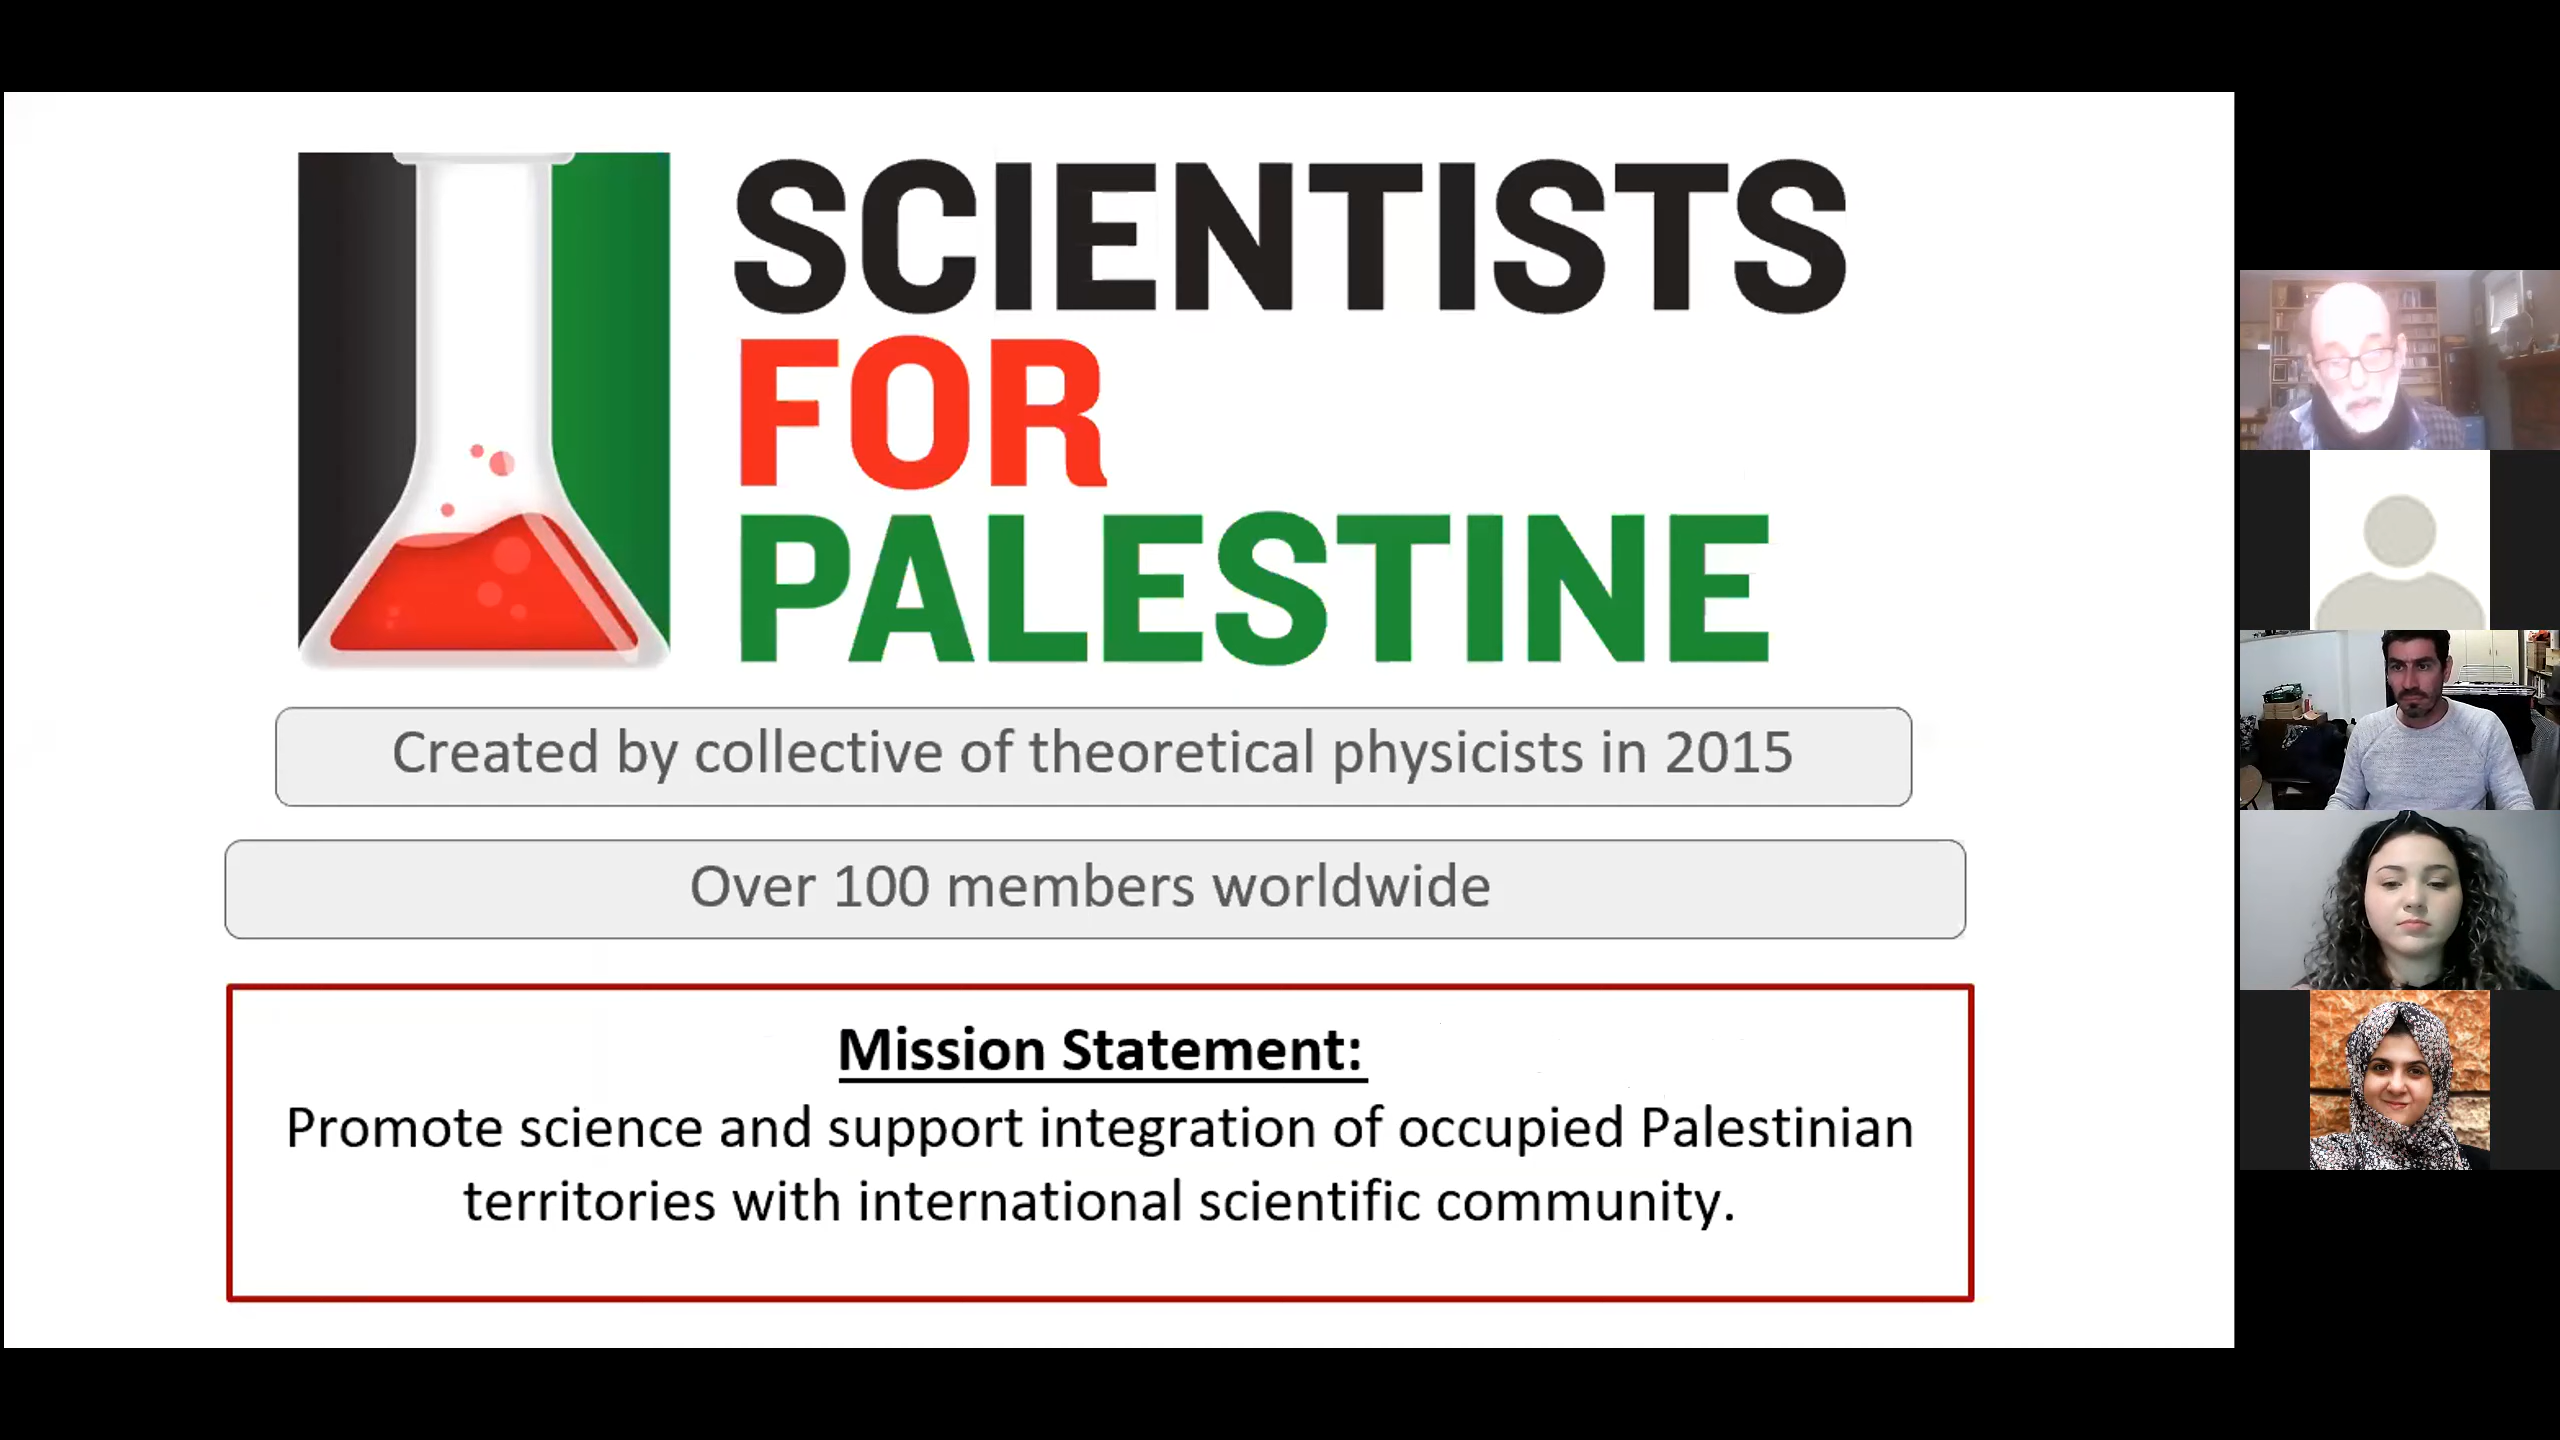 SCIENTISTS
FOR
PALESTINE
Created by collective of theoretical physicists in 2015
Over 100 members worldwide
Mission Statement:
Promote science and support integration of occupied Palestinian
territories with international scientific community.